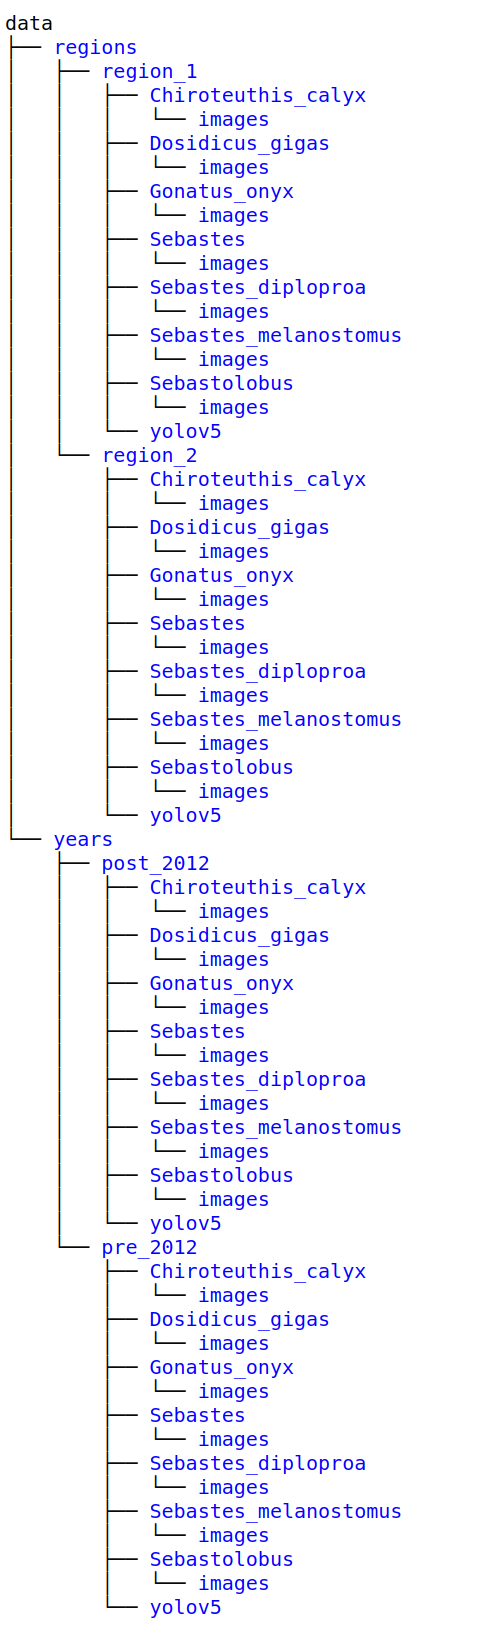 data
├── regions
│   ├── region_1
│   │   ├── Chiroteuthis_calyx
│   │   │   └── images
│   │   ├── Dosidicus_gigas
│   │   │   └── images
│   │   ├── Gonatus_onyx
│   │   │   └── images
│   │   ├── Sebastes
│   │   │   └── images
│   │   ├── Sebastes_diploproa
│   │   │   └── images
│   │   ├── Sebastes_melanostomus
│   │   │   └── images
│   │   ├── Sebastolobus
│   │   │   └── images
│   │   └── yolov5
│   └── region_2
│       ├── Chiroteuthis_calyx
│       │   └── images
│       ├── Dosidicus_gigas
│       │   └── images
│       ├── Gonatus_onyx
│       │   └── images
│       ├── Sebastes
│       │   └── images
│       ├── Sebastes_diploproa
│       │   └── images
│       ├── Sebastes_melanostomus
│       │   └── images
│       ├── Sebastolobus
│       │   └── images
│       └── yolov5
└── years
    ├── post_2012
    │   ├── Chiroteuthis_calyx
    │   │   └── images
    │   ├── Dosidicus_gigas
    │   │   └── images
    │   ├── Gonatus_onyx
    │   │   └── images
    │   ├── Sebastes
    │   │   └── images
    │   ├── Sebastes_diploproa
    │   │   └── images
    │   ├── Sebastes_melanostomus
    │   │   └── images
    │   ├── Sebastolobus
    │   │   └── images
    │   └── yolov5
    └── pre_2012
        ├── Chiroteuthis_calyx
        │   └── images
        ├── Dosidicus_gigas
        │   └── images
        ├── Gonatus_onyx
        │   └── images
        ├── Sebastes
        │   └── images
        ├── Sebastes_diploproa
        │   └── images
        ├── Sebastes_melanostomus
        │   └── images
        ├── Sebastolobus
        │   └── images
        └── yolov5